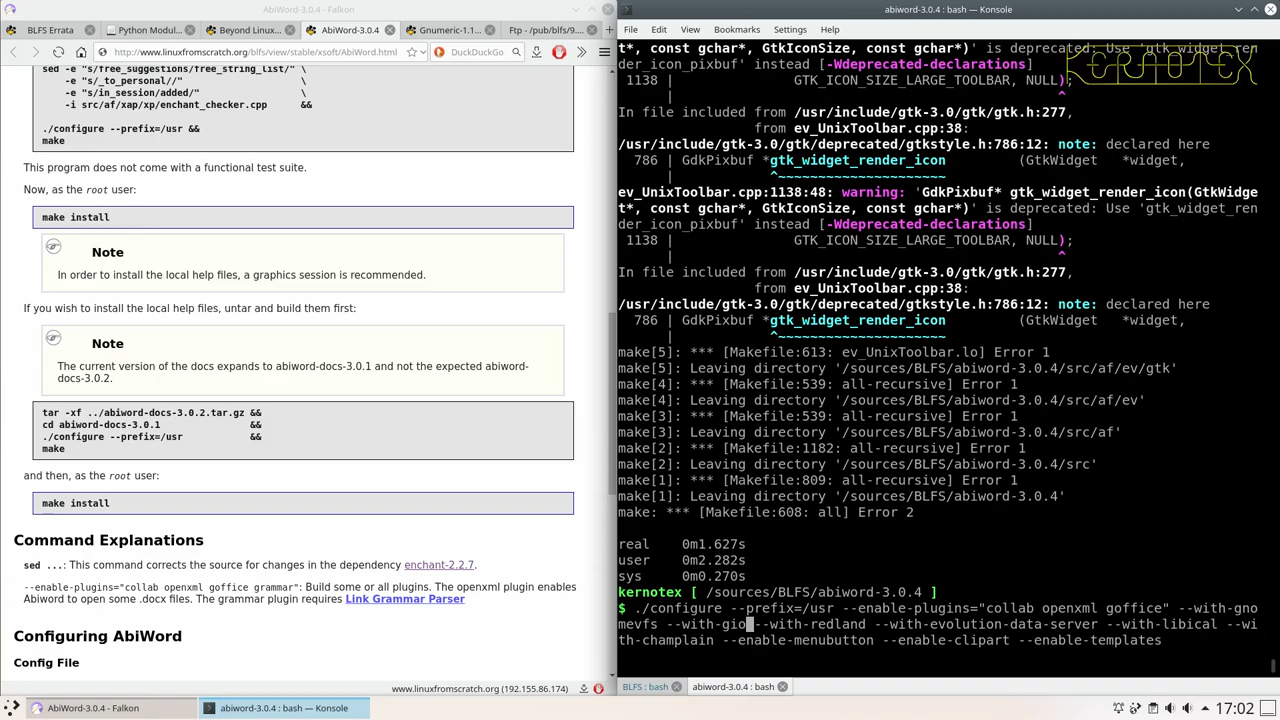 AbiWord-3.0.4 - Falkon
BLFS Errata
Python Modul...
Beyond Linux...
AbiWord-3.0.4
Gnumeric-1.1...
Ftp - /pub/blfs/9....
http://www.linuxfromscratch.org/blfs/view/stable/xsoft/AbiWord.html
DuckDuckGo
sed -e "s/free_suggestions/free_string_list/" \
-e "s/_to_personal//" \
-e "s/in_session/added/" \
-i src/af/xap/xp/enchant_checker.cpp &&
./configure --prefix=/usr &&
make
This program does not come with a functional test suite.
Now, as the root user:
make install
Note
In order to install the local help files, a graphics session is recommended.
If you wish to install the local help files, untar and build them first:
Note
The current version of the docs expands to abiword-docs-3.0.1 and not the expected abiword-
docs-3.0.2.
tar -xf ../abiword-docs-3.0.2.tar.gz &&
cd abiword-docs-3.0.1 &&
./configure --prefix=/usr &&
make
and then, as the root user:
make install
Command Explanations
sed ...: This command corrects the source for changes in the dependency enchant-2.2.7.
--enable-plugins="collab openxml goffice grammar": Build some or all plugins. The openxml plugin enables
Abiword to open some .docx files. The grammar plugin requires Link Grammar Parser
Configuring AbiWord
Config File
www.linuxfromscratch.org (192.155.86.174)
abiword-3.0.4 : bash — Konsole
File Edit View Bookmarks Settings Help
t*, const gchar*, GtkIconSize, const gchar*)' is deprecated: Use 'gtk_widget_ren
der_icon_pixbuf' instead [-Wdeprecated-declarations]
1138 | GTK_ICON_SIZE_LARGE_TOOLBAR, NULL);
| ^
In file included from /usr/include/gtk-3.0/gtk/gtk.h:277,
from ev_UnixToolbar.cpp:38:
/usr/include/gtk-3.0/gtk/deprecated/gtkstyle.h:786:12: note: declared here
786 | GdkPixbuf *gtk_widget_render_icon (GtkWidget *widget,
| ^~~~~~~~~~~~~~~~~~~~~~
ev_UnixToolbar.cpp:1138:48: warning: 'GdkPixbuf* gtk_widget_render_icon(GtkWidge
t*, const gchar*, GtkIconSize, const gchar*)' is deprecated: Use 'gtk_widget_ren
der_icon_pixbuf' instead [-Wdeprecated-declarations]
1138 | GTK_ICON_SIZE_LARGE_TOOLBAR, NULL);
| ^
In file included from /usr/include/gtk-3.0/gtk/gtk.h:277,
from ev_UnixToolbar.cpp:38:
/usr/include/gtk-3.0/gtk/deprecated/gtkstyle.h:786:12: note: declared here
786 | GdkPixbuf *gtk_widget_render_icon (GtkWidget *widget,
| ^~~~~~~~~~~~~~~~~~~~~~
make[5]: *** [Makefile:613: ev_UnixToolbar.lo] Error 1
make[5]: Leaving directory '/sources/BLFS/abiword-3.0.4/src/af/ev/gtk'
make[4]: *** [Makefile:539: all-recursive] Error 1
make[4]: Leaving directory '/sources/BLFS/abiword-3.0.4/src/af/ev'
make[3]: *** [Makefile:539: all-recursive] Error 1
make[3]: Leaving directory '/sources/BLFS/abiword-3.0.4/src/af'
make[2]: *** [Makefile:1182: all-recursive] Error 1
make[2]: Leaving directory '/sources/BLFS/abiword-3.0.4/src'
make[1]: *** [Makefile:809: all-recursive] Error 1
make[1]: Leaving directory '/sources/BLFS/abiword-3.0.4'
make: *** [Makefile:608: all] Error 2
real 0m1.627s
user 0m2.282s
sys 0m0.270s
kernotex [ /sources/BLFS/abiword-3.0.4 ]
$ ./configure --prefix=/usr --enable-plugins="collab openxml goffice" --with-gno
mevfs --with-gio --with-redland --with-evolution-data-server --with-libical --wi
th-champlain --enable-menubutton --enable-clipart --enable-templates
KERNOTEX
BLFS : bash
abiword-3.0.4 : bash
AbiWord-3.0.4 - Falkon
abiword-3.0.4 : bash — Konsole
17:02